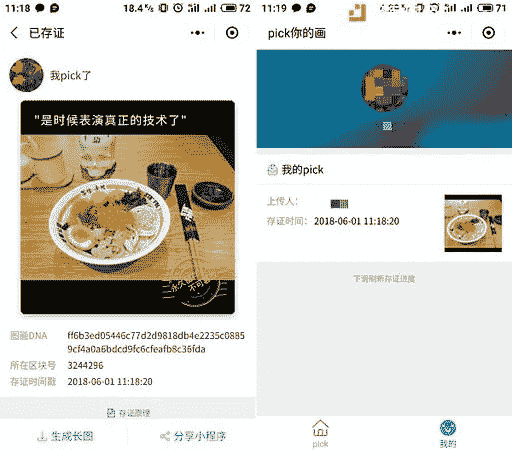 11:18
18.4 72
已存证
我pick了
"是时候表演真正的技术了"
图画DNA ff6b3ed05446c77d2d9818db4e2235c0885
9cf4a0a6bdcd9fc6cfeafb8c36fda
所在区块号 3244296
存证时间戳 2018-06-01 11:18:20
存证原理
生成长图 分享小程序
11:19
71
pick你的画
我的pick
上传人：
存证时间： 2018-06-01 11:18:20
下滑刷新存证进度
pick 我的